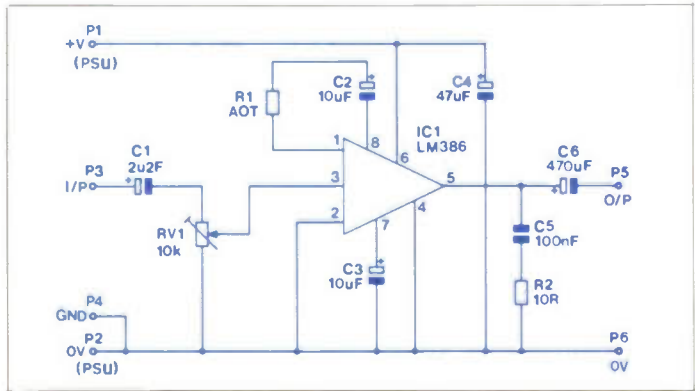 P1
+V
(PSU)
R1
AOT
C2
10uF
+
C4
47uF
+
IC1
LM386
1
8
6
C1
2u2F
+
P3
I/P
3
5
C6
470uF
+
P5
O/P
2
7
4
RV1
10k
C5
100nF
C3
10uF
+
R2
10R
P4
GND
P2
0V
(PSU)
P6
0V